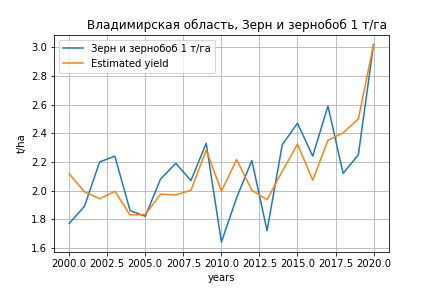 Владимирская область, Зерн и зернобоб 1 т/га
Зерн и зернобоб 1 т/га
Estimated yield
3.0
2.8
2.6
2.4
2.2
2.0
1.8
1.6
t/ha
2000.0 2002.5 2005.0 2007.5 2010.0 2012.5 2015.0 2017.5 2020.0
years